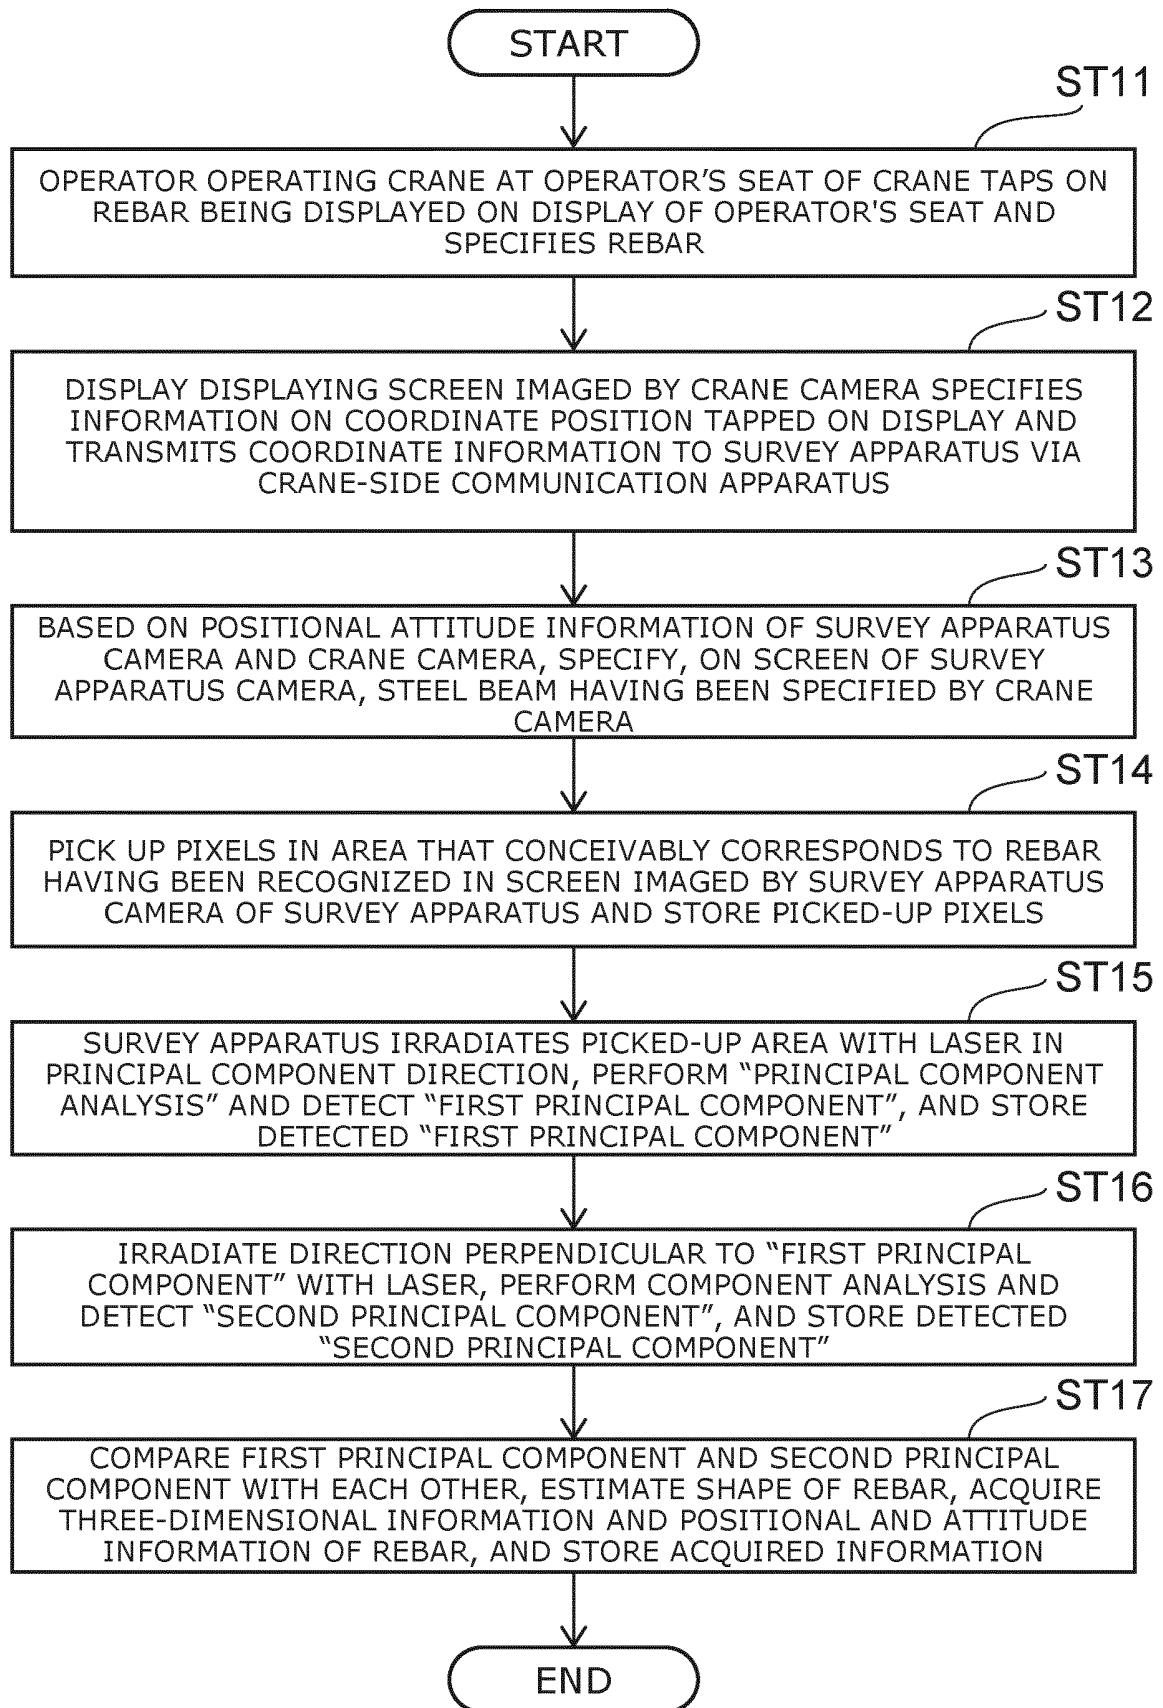 START
ST11
OPERATOR OPERATING CRANE AT OPERATOR’S SEAT OF CRANE TAPS ON
REBAR BEING DISPLAYED ON DISPLAY OF OPERATOR'S SEAT AND
SPECIFIES REBAR
ST12
DISPLAY DISPLAYING SCREEN IMAGED BY CRANE CAMERA SPECIFIES
INFORMATION ON COORDINATE POSITION TAPPED ON DISPLAY AND
TRANSMITS COORDINATE INFORMATION TO SURVEY APPARATUS VIA
CRANE-SIDE COMMUNICATION APPARATUS
ST13
BASED ON POSITIONAL ATTITUDE INFORMATION OF SURVEY APPARATUS
CAMERA AND CRANE CAMERA, SPECIFY, ON SCREEN OF SURVEY
APPARATUS CAMERA, STEEL BEAM HAVING BEEN SPECIFIED BY CRANE
CAMERA
ST14
PICK UP PIXELS IN AREA THAT CONCEIVABLY CORRESPONDS TO REBAR
HAVING BEEN RECOGNIZED IN SCREEN IMAGED BY SURVEY APPARATUS
CAMERA OF SURVEY APPARATUS AND STORE PICKED-UP PIXELS
ST15
SURVEY APPARATUS IRRADIATES PICKED-UP AREA WITH LASER IN
PRINCIPAL COMPONENT DIRECTION, PERFORM “PRINCIPAL COMPONENT
ANALYSIS” AND DETECT “FIRST PRINCIPAL COMPONENT”, AND STORE
DETECTED “FIRST PRINCIPAL COMPONENT”
ST16
IRRADIATE DIRECTION PERPENDICULAR TO “FIRST PRINCIPAL
COMPONENT” WITH LASER, PERFORM COMPONENT ANALYSIS AND
DETECT “SECOND PRINCIPAL COMPONENT”, AND STORE DETECTED
“SECOND PRINCIPAL COMPONENT”
ST17
COMPARE FIRST PRINCIPAL COMPONENT AND SECOND PRINCIPAL
COMPONENT WITH EACH OTHER, ESTIMATE SHAPE OF REBAR, ACQUIRE
THREE-DIMENSIONAL INFORMATION AND POSITIONAL AND ATTITUDE
INFORMATION OF REBAR, AND STORE ACQUIRED INFORMATION
END